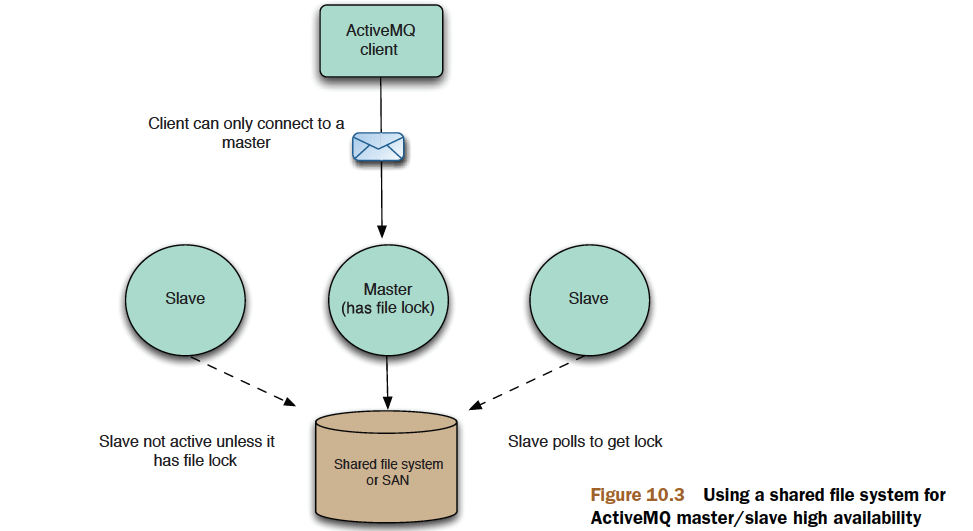 ActiveMQ
client
Client can only connect to a
master
Slave
Master
(has file lock)
Slave
Slave not active unless it
has file lock
Shared file system
or SAN
Slave polls to get lock
Figure 10.3 Using a shared file system for
ActiveMQ master/slave high availability